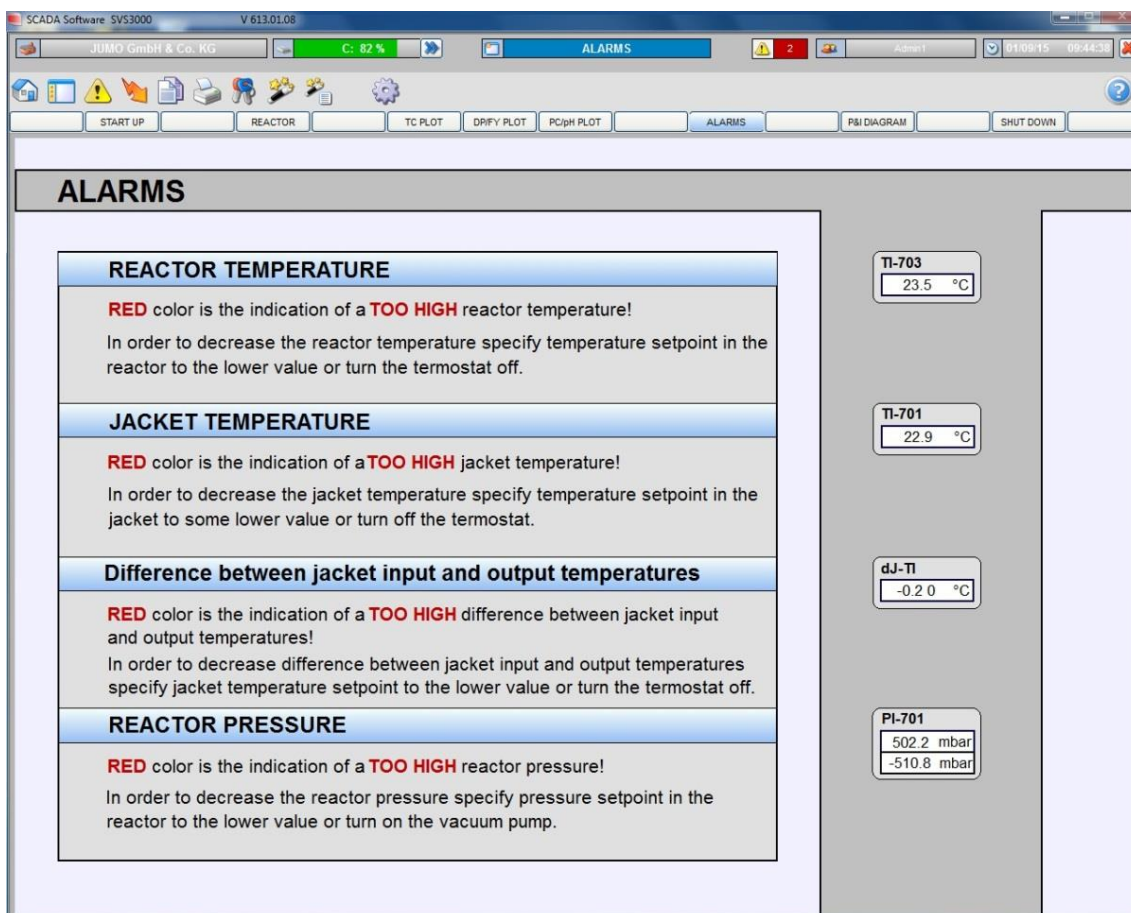 SCADA Software SVS3000 V 613.01.08
JUMO GmbH & Co. KG C: 82 % ALARMS 2 Admin1 01/09/15 09:44:38
START UP REACTOR TC PLOT DP/FY PLOT PC/pH PLOT ALARMS P&I DIAGRAM SHUT DOWN
ALARMS
REACTOR TEMPERATURE
RED color is the indication of a TOO HIGH reactor temperature!
In order to decrease the reactor temperature specify temperature setpoint in the
reactor to the lower value or turn the termostat off.
TI-703
23.5 °C
JACKET TEMPERATURE
RED color is the indication of a TOO HIGH jacket temperature!
In order to decrease the jacket temperature specify temperature setpoint in the
jacket to some lower value or turn off the termostat.
TI-701
22.9 °C
Difference between jacket input and output temperatures
RED color is the indication of a TOO HIGH difference between jacket input
and output temperatures!
In order to decrease difference between jacket input and output temperatures
specify jacket temperature setpoint to the lower value or turn the termostat off.
dJ-TI
-0.2 0 °C
REACTOR PRESSURE
RED color is the indication of a TOO HIGH reactor pressure!
In order to decrease the reactor pressure specify pressure setpoint in the
reactor to the lower value or turn on the vacuum pump.
PI-701
502.2 mbar
-510.8 mbar